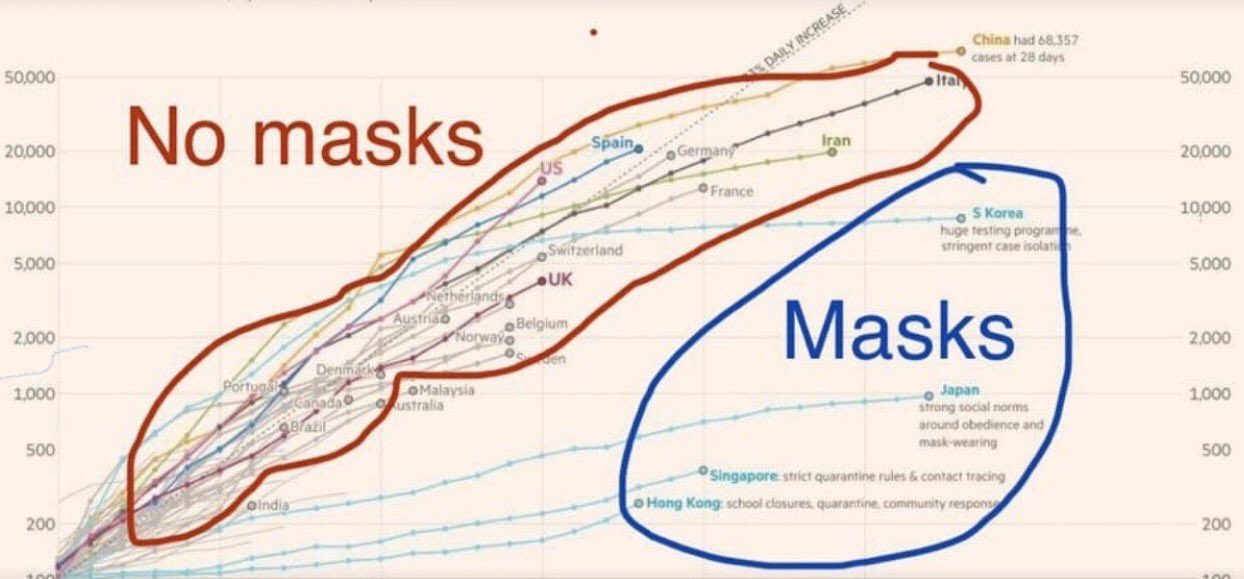 33% DAILY INCREASE
China had 68,357
cases at 28 days
50,000
50,000
Italy
No masks
Spain
Iran
20,000
Germany
20,000
US
France
10,000
10,000
S Korea
huge testing programme,
stringent case isolation
Switzerland
5,000
5,000
UK
Netherlands
Masks
Austria
Belgium
2,000
Norway
2,000
Sweden
Denmark
Portugal
Malaysia
Japan
1,000
1,000
Canada
Australia
strong social norms
around obedience and
mask-wearing
Brazil
500
500
Singapore: strict quarantine rules & contact tracing
India
Hong Kong: school closures, quarantine, community response
200
200
100
100